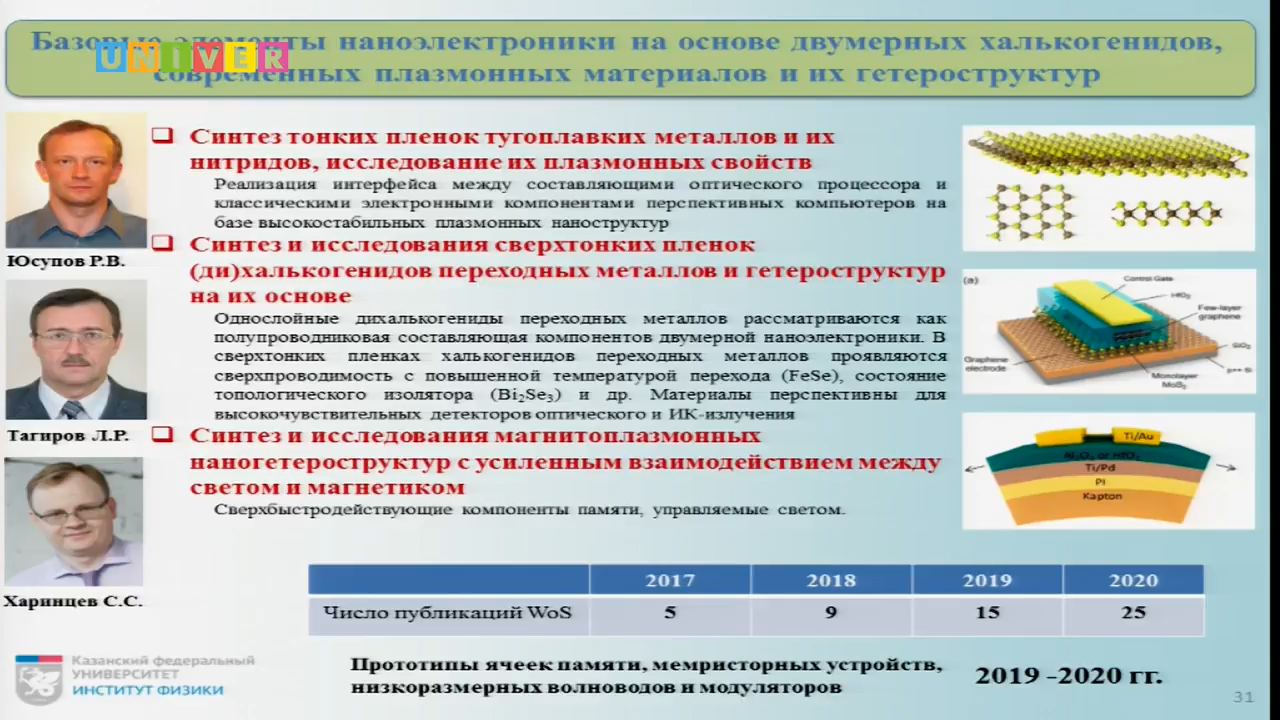 Базовые элементы наноэлектроники на основе двумерных халькогенидов,
современных плазмонных материалов и их гетероструктур
UNIVER
Синтез тонких пленок тугоплавких металлов и их
нитридов, исследование их плазмонных свойств
Реализация интерфейса между составляющими оптического процессора и
классическими электронными компонентами перспективных компьютеров на
базе высокостабильных плазмонных наноструктур
Юсупов Р.В.
Синтез и исследования сверхтонких пленок
(ди)халькогенидов переходных металлов и гетероструктур
на их основе
Однослойные дихалькогениды переходных металлов рассматриваются как
полупроводниковая составляющая компонентов двумерной наноэлектроники. В
сверхтонких пленках халькогенидов переходных металлов проявляются
сверхпроводимость с повышенной температурой перехода (FeSe), состояние
топологического изолятора (Bi₂Se₃) и др. Материалы перспективны для
высокочувствительных детекторов оптического и ИК-излучения
Тагиров Л.Р.
Синтез и исследования магнитоплазмонных
наногетероструктур с усиленным взаимодействием между
светом и магнетиком
Сверхбыстродействующие компоненты памяти, управляемые светом.
Харинцев С.С.
(a)
Control Gate
HfO₂
Few-layer
graphene
SiO₂
Graphene
electrode
p++ Si
Monolayer
MoS₂
Ti/Au
Al₂O₃ or HfO₂
Ti/Pd
PI
Kapton
2017 2018 2019 2020
Число публикаций WoS 5 9 15 25
Казанский федеральный
УНИВЕРСИТЕТ
ИНСТИТУТ ФИЗИКИ
Прототипы ячеек памяти, мемристорных устройств,
низкоразмерных волноводов и модуляторов
2019 -2020 гг.
31